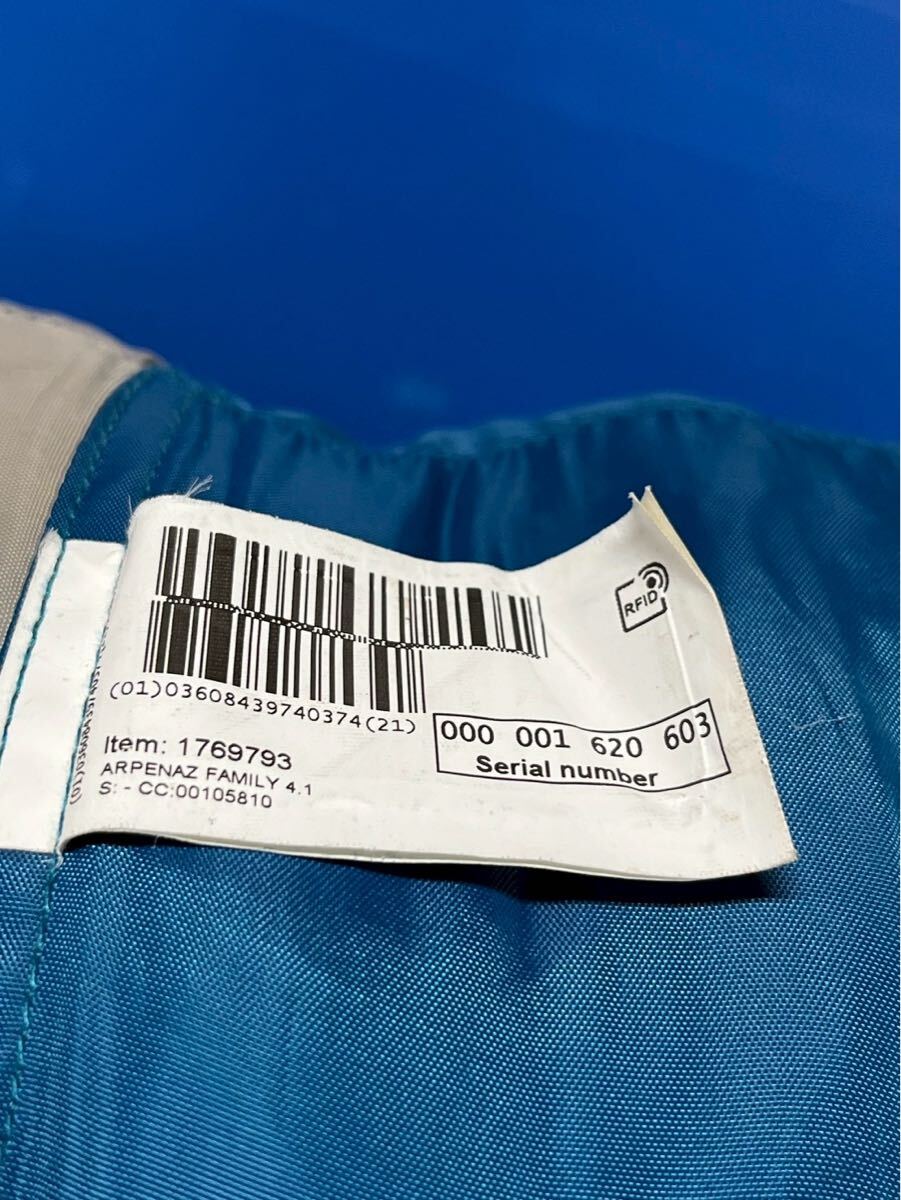 RFID
(01)03608439740374(21)
000 001 620 603
Serial number
Item: 1769793
ARPENAZ FAMILY 4.1
S: - CC:00105810